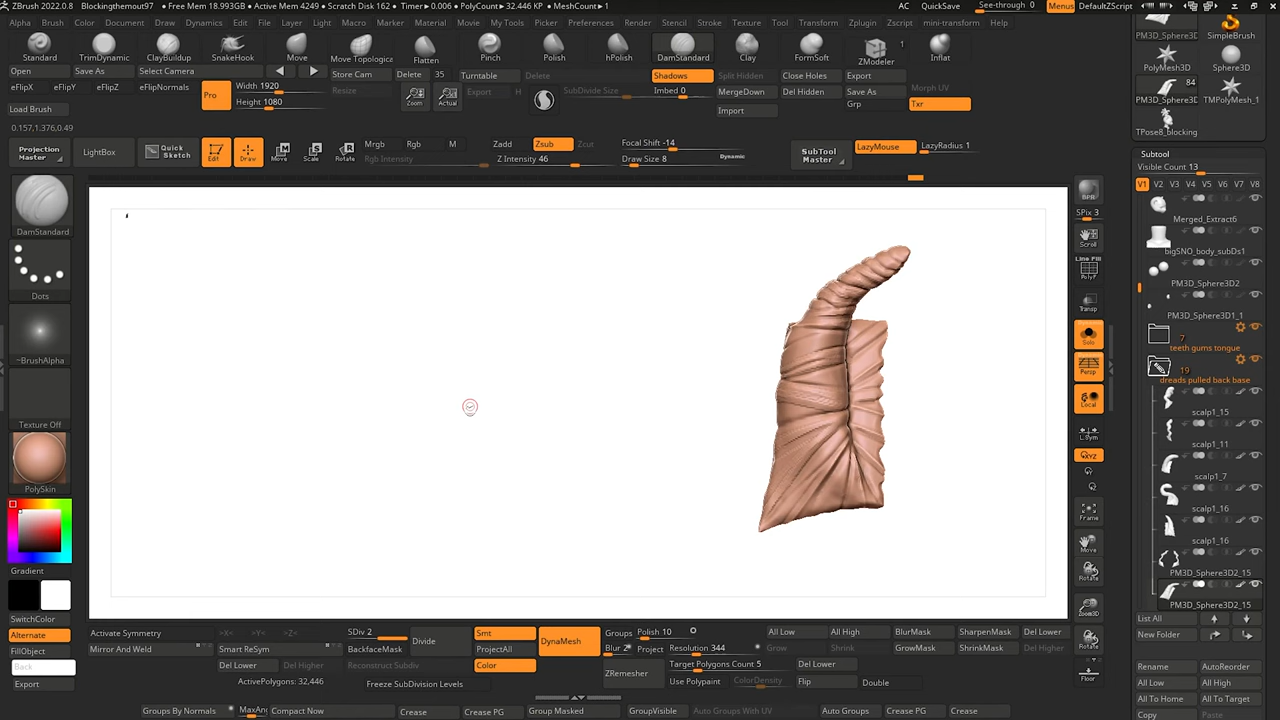 ZBrush 2022.0.8 Blockingthemout97 • Free Mem 18.993GB • Active Mem 4249 • Scratch Disk 162 • Timer▶0.006 • PolyCount▶32.446 KP • MeshCount▶1 AC QuickSave See-through 0 Menus DefaultZScript
Alpha Brush Color Document Draw Dynamics Edit File Layer Light Macro Marker Material Movie My Tools Picker Preferences Render Stencil Stroke Texture Tool Transform Zplugin Zscript mini-transform Help
Standard TrimDynamic ClayBuildup SnakeHook Move Move Topologica Flatten Pinch Polish hPolish DamStandard Clay FormSoft ZModeler 1 Inflat
PM3D_Sphere3D SimpleBrush
Open Save As Select Camera Store Cam Delete 35 Turntable Delete Shadows Split Hidden Close Holes Export Morph UV
PolyMesh3D Sphere3D
eFlipX eFlipY eFlipZ eFlipNormals Pro Width 1920 Resize Export H SubDivide Size Imbed 0 MergeDown Del Hidden Save As
Height 1080 Zoom Actual Import Grp Txr
84
PM3D_Sphere3D TMPolyMesh_1
Load Brush
0.157,1.376,0.49
TPose8_blocking
Projection Master LightBox Quick Sketch Edit Draw Move Scale Rotate Mrgb Rgb M Zadd Zsub Zcut Focal Shift -14 SubTool Master LazyMouse LazyRadius 1
Rgb Intensity Z Intensity 46 Draw Size 8 Dynamic
Subtool
Visible Count 13
V1 V2 V3 V4 V5 V6 V7 V8
Merged_Extract6
bigSNO_body_subDs1
PM3D_Sphere3D2
PM3D_Sphere3D1_1
7
teeth gums tongue
19
dreads pulled back base
scalp1_15
scalp1_11
scalp1_7
scalp1_16
scalp1_16
PM3D_Sphere3D2_15
PM3D_Sphere3D2_15
List All
New Folder
Rename AutoReorder
All Low All High
All To Home All To Target
Copy Paste
DamStandard
Dots
~BrushAlpha
Texture Off
PolySkin
Gradient
SwitchColor
Alternate
FillObject
Back
Export
BPR
SPix 3
Scroll
Line Fill
PolyF
Transp
Solo
Persp
Local
L.Sym
XYZ
Frame
Move
Rotate
Zoom3D
Rotate
Floor
Activate Symmetry >X< >Y< >Z< SDiv 2 Divide Smt DynaMesh Groups Polish 10 All Low All High BlurMask SharpenMask Del Lower
Mirror And Weld Smart ReSym BackfaceMask ProjectAll Resolution 344 Grow Shrink GrowMask ShrinkMask Del Higher
Del Lower Del Higher Reconstruct Subdiv Color ZRemesher Target Polygons Count 5 Del Lower
ActivePolygons: 32,446 Freeze SubDivision Levels Use Polypaint ColorDensity Flip Double
Groups By Normals Compact Now Crease Crease PG Group Masked GroupVisible Auto Groups With UV Auto Groups Crease PG Crease